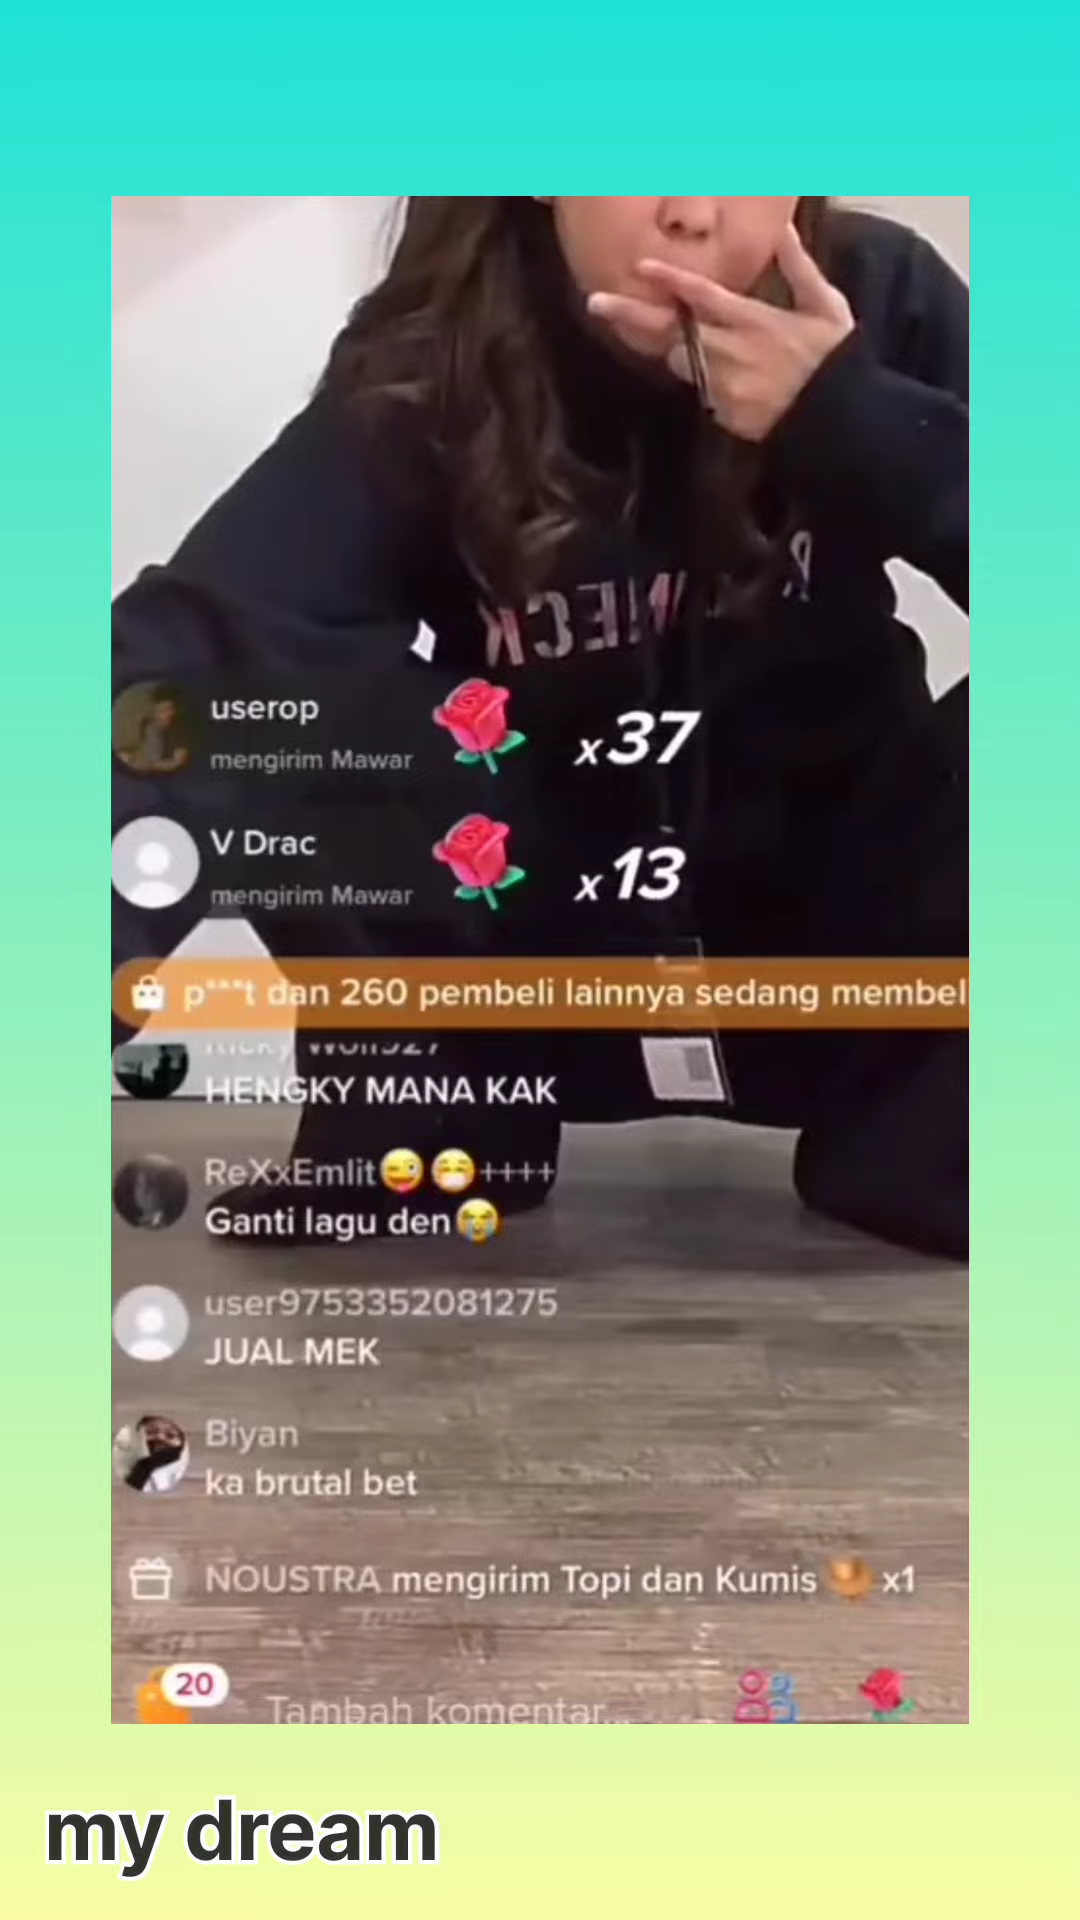 userop
mengirim Mawar
x37
V Drac
mengirim Mawar
x13
p***t dan 260 pembeli lainnya sedang membel
HENGKY MANA KAK
ReXxEmlit😜😷++++
Ganti lagu den😭
user9753352081275
JUAL MEK
Biyan
ka brutal bet
NOUSTRA mengirim Topi dan Kumis x1
20
Tambah komentar...
my dream